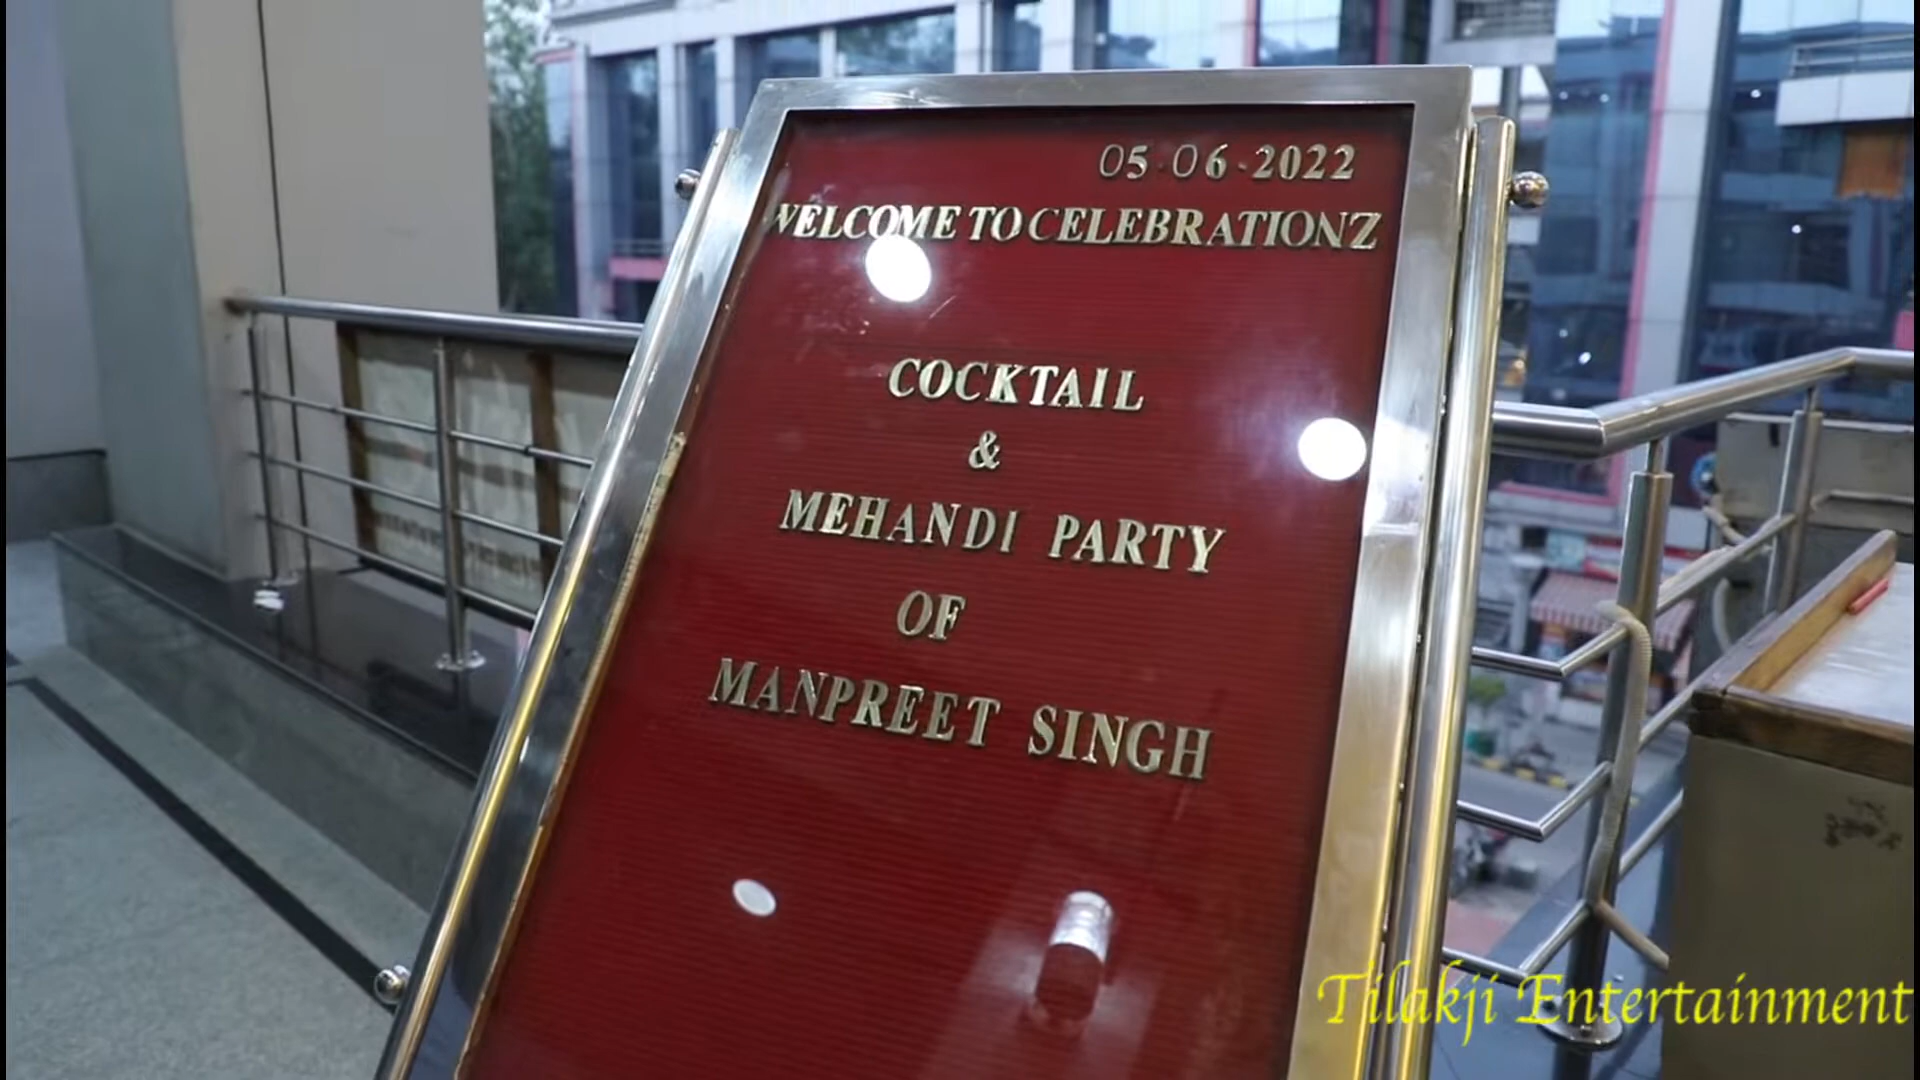 05-06-2022
WELCOME TO CELEBRATIONZ
COCKTAIL
&
MEHANDI PARTY
OF
MANPREET SINGH
Tilakji Entertainment